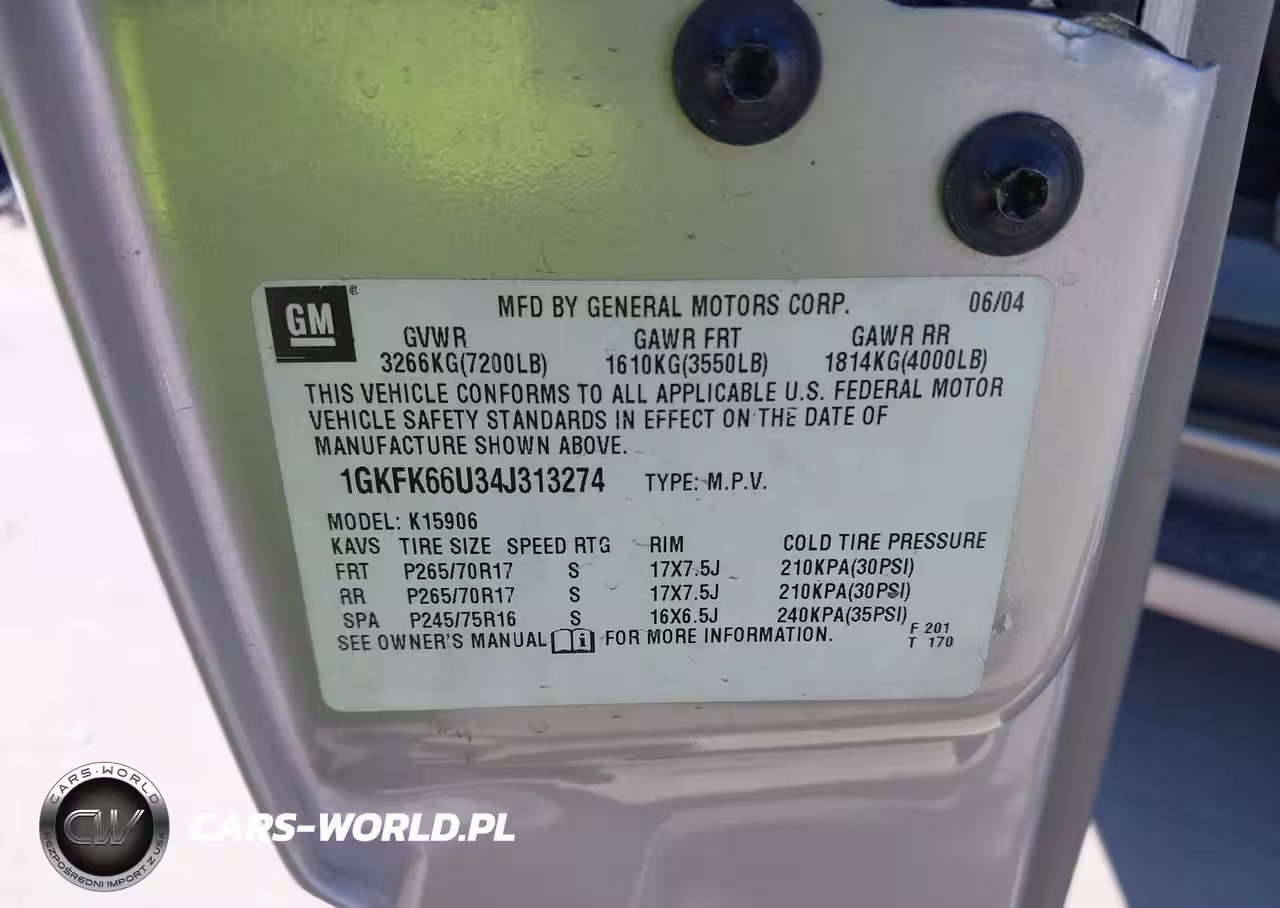 GM
MFD BY GENERAL MOTORS CORP. 06/04
GVWR GAWR FRT GAWR RR
3266KG(7200LB) 1610KG(3550LB) 1814KG(4000LB)
THIS VEHICLE CONFORMS TO ALL APPLICABLE U.S. FEDERAL MOTOR
VEHICLE SAFETY STANDARDS IN EFFECT ON THE DATE OF
MANUFACTURE SHOWN ABOVE.
1GKFK66U34J313274 TYPE: M.P.V.
MODEL: K15906
KAVS TIRE SIZE SPEED RTG RIM COLD TIRE PRESSURE
FRT P265/70R17 S 17X7.5J 210KPA(30PSI)
RR P265/70R17 S 17X7.5J 210KPA(30PSI)
SPA P245/75R16 S 16X6.5J 240KPA(35PSI)
SEE OWNER'S MANUAL FOR MORE INFORMATION.
F 201
T 170
CARS-WORLD
CW
BEZPOŚREDNI IMPORT Z USA
CARS-WORLD.PL